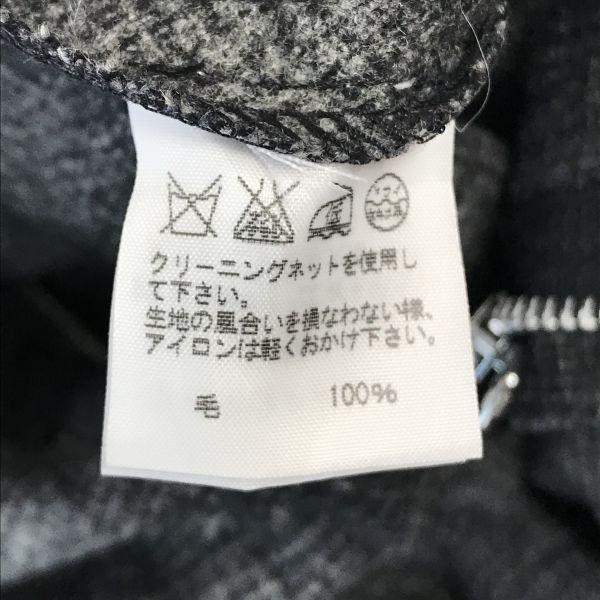 クリーニングネットを使用し
て下さい。
生地の風合いを損なわない様、
アイロンは軽くおかけ下さい。
毛 100%